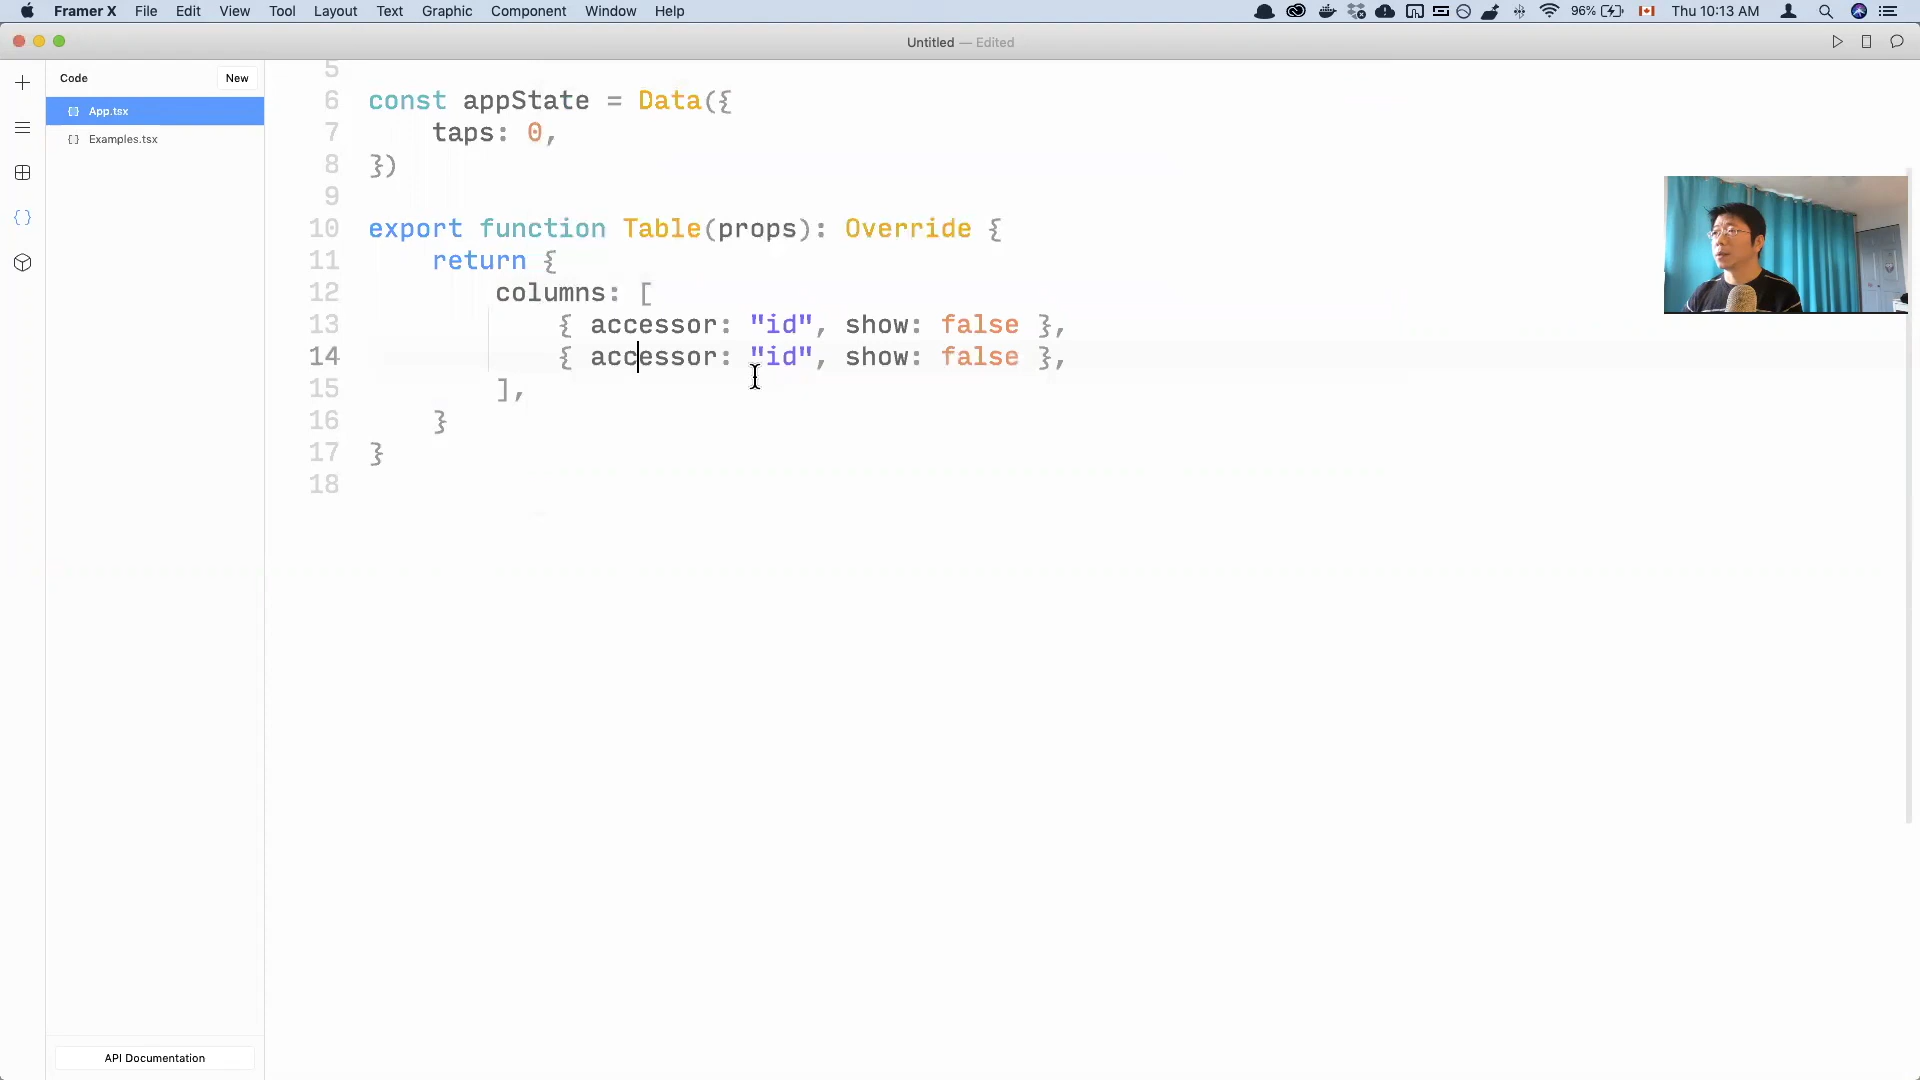 Framer X File Edit View Tool Layout Text Graphic Component Window Help 96% Thu 10:13 AM
Untitled — Edited
Code New
App.tsx
Examples.tsx
5
6 const appState = Data({
7 taps: 0,
8 })
9
10 export function Table(props): Override {
11 return {
12 columns: [
13 { accessor: "id", show: false },
14 { accessor: "id", show: false },
15 ],
16 }
17 }
18
API Documentation